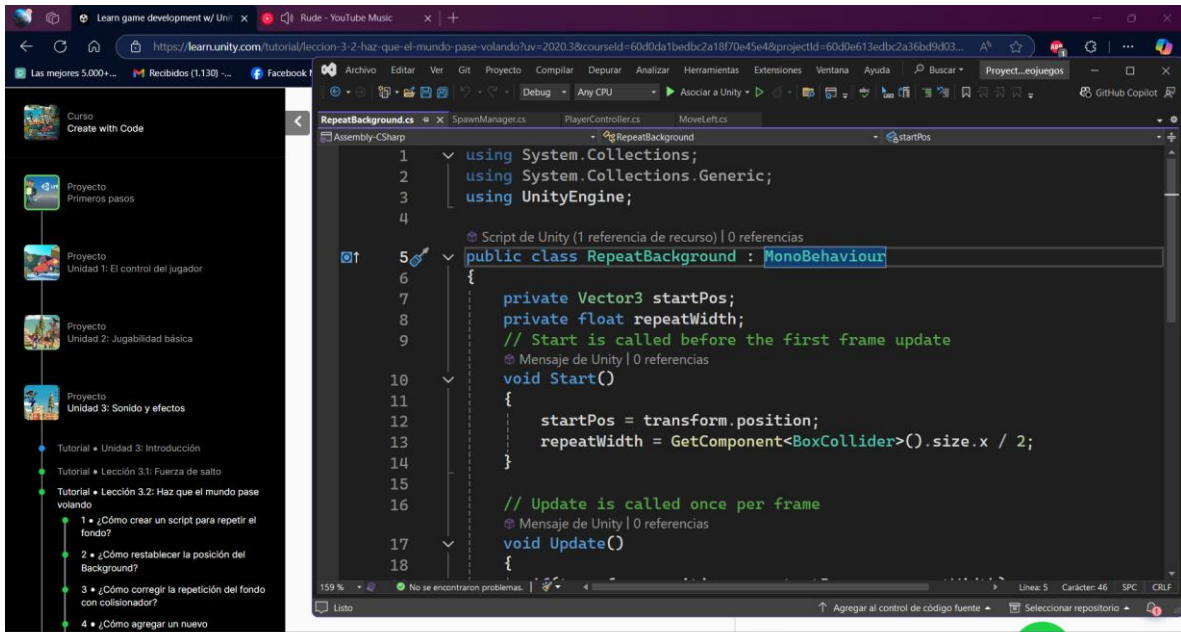 Learn game development w/ Unit
Rude - YouTube Music
https://learn.unity.com/tutorial/leccion-3-2-haz-que-el-mundo-pase-volando?uv=2020.3&courseId=60d0da1bedbc2a18f70e45e4&projectId=60d0e613edbc2a36bd9d03...
Las mejores 5.000+...
Recibidos (1.130) -...
Facebook
Archivo Editar Ver Git Proyecto Compilar Depurar Analizar Herramientas Extensiones Ventana Ayuda Buscar Proyect...eojuegos
Debug Any CPU Asociar a Unity GitHub Copilot
Curso
Create with Code
Proyecto
Primeros pasos
Proyecto
Unidad 1: El control del jugador
Proyecto
Unidad 2: Jugabilidad básica
Proyecto
Unidad 3: Sonido y efectos
Tutorial • Unidad 3: Introducción
Tutorial • Lección 3.1: Fuerza de salto
Tutorial • Lección 3.2: Haz que el mundo pase
volando
1 • ¿Cómo crear un script para repetir el
fondo?
2 • ¿Cómo restablecer la posición del
Background?
3 • ¿Cómo corregir la repetición del fondo
con colisionador?
4 • ¿Cómo agregar un nuevo
RepeatBackground.cs SpawnManager.cs PlayerController.cs MoveLeft.cs
Assembly-CSharp RepeatBackground startPos
1 using System.Collections;
2 using System.Collections.Generic;
3 using UnityEngine;
4
Script de Unity (1 referencia de recurso) | 0 referencias
5 public class RepeatBackground : MonoBehaviour
6 {
7 private Vector3 startPos;
8 private float repeatWidth;
9 // Start is called before the first frame update
Mensaje de Unity | 0 referencias
10 void Start()
11 {
12 startPos = transform.position;
13 repeatWidth = GetComponent<BoxCollider>().size.x / 2;
14 }
15
16 // Update is called once per frame
Mensaje de Unity | 0 referencias
17 void Update()
18 {
159 % No se encontraron problemas. Línea: 5 Carácter: 46 SPC CRLF
Listo Agregar al control de código fuente Seleccionar repositorio